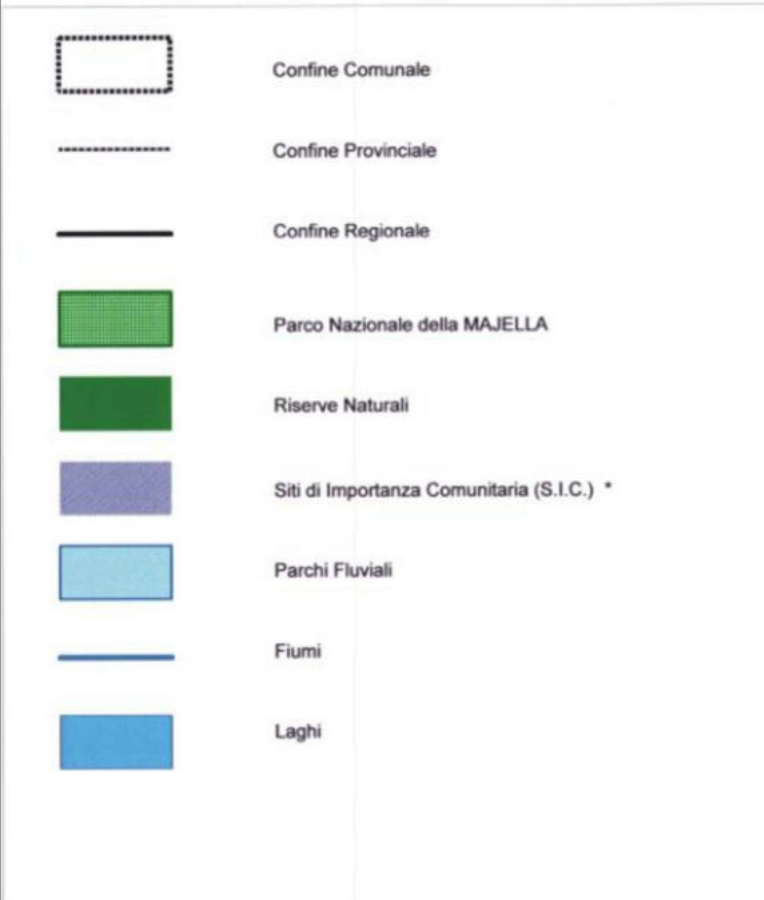 Confine Comunale
Confine Provinciale
Confine Regionale
Parco Nazionale della MAJELLA
Riserve Naturali
Siti di Importanza Comunitaria (S.I.C.) *
Parchi Fluviali
Fiumi
Laghi